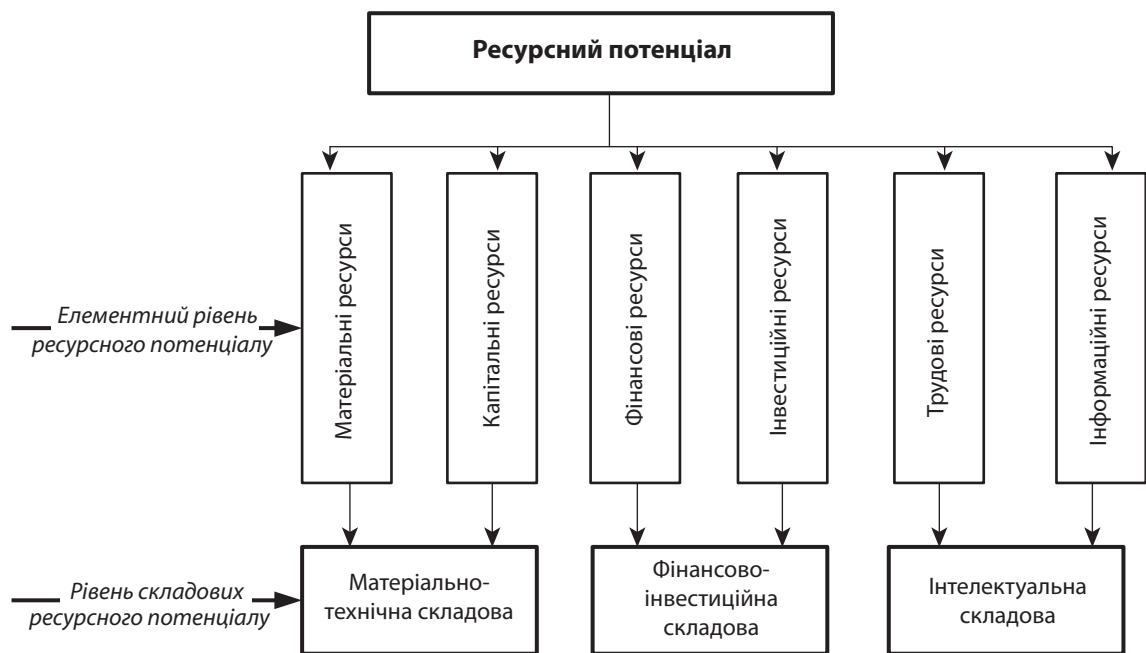 Ресурсний потенціал
Елементний рівень
ресурсного потенціалу
Матеріальні ресурси
Капітальні ресурси
Фінансові ресурси
Інвестиційні ресурси
Трудові ресурси
Інформаційні ресурси
Рівень складових
ресурсного потенціалу
Матеріально-
технічна складова
Фінансово-
інвестиційна
складова
Інтелектуальна
складова